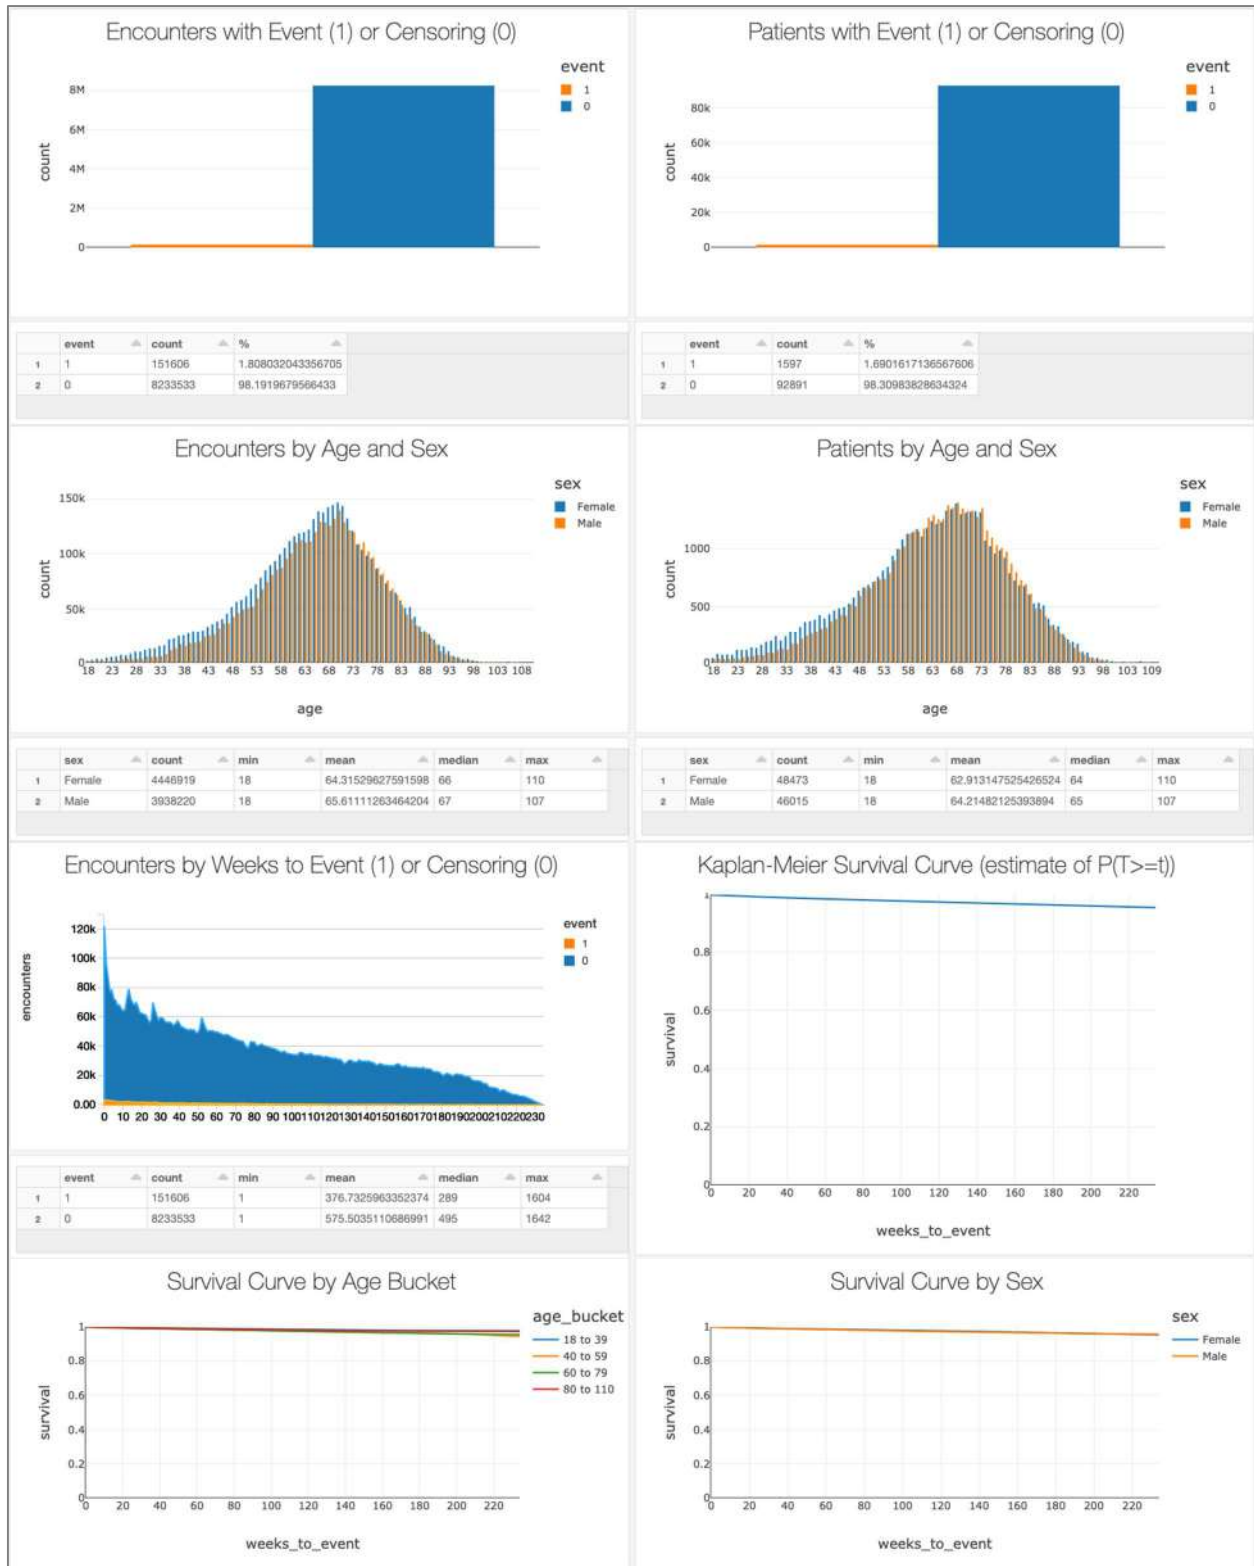 Encounters with Event (1) or Censoring (0)
event
1
0
8M
6M
4M
2M
0
count
Patients with Event (1) or Censoring (0)
event
1
0
80k
60k
40k
20k
0
count
event count %
1 1 151606 1.808032043356705
2 0 8233533 98.1919679566433
event count %
1 1 1597 1.6901617136567606
2 0 92891 98.30983828634324
Encounters by Age and Sex
sex
Female
Male
150k
100k
50k
0
count
18 23 28 33 38 43 48 53 58 63 68 73 78 83 88 93 98 103 108
age
Patients by Age and Sex
sex
Female
Male
1000
500
0
count
18 23 28 33 38 43 48 53 58 63 68 73 78 83 88 93 98 103 109
age
sex count min mean median max
1 Female 4446919 18 64.31529627591598 66 110
2 Male 3938220 18 65.61111263464204 67 107
sex count min mean median max
1 Female 48473 18 62.913147525426524 64 110
2 Male 46015 18 64.21482125393894 65 107
Encounters by Weeks to Event (1) or Censoring (0)
event
1
0
120k
100k
80k
60k
40k
20k
0.00
encounters
0 10 20 30 40 50 60 70 80 90 100110120130140150160170180190200210220230
Kaplan-Meier Survival Curve (estimate of P(T>=t))
1
0.8
0.6
0.4
0.2
0
survival
0 20 40 60 80 100 120 140 160 180 200 220
weeks_to_event
event count min mean median max
1 1 151606 1 376.7325963352374 289 1604
2 0 8233533 1 575.5035110686991 495 1642
Survival Curve by Age Bucket
age_bucket
18 to 39
40 to 59
60 to 79
80 to 110
1
0.8
0.6
0.4
0.2
0
survival
0 20 40 60 80 100 120 140 160 180 200 220
weeks_to_event
Survival Curve by Sex
sex
Female
Male
1
0.8
0.6
0.4
0.2
0
survival
0 20 40 60 80 100 120 140 160 180 200 220
weeks_to_event